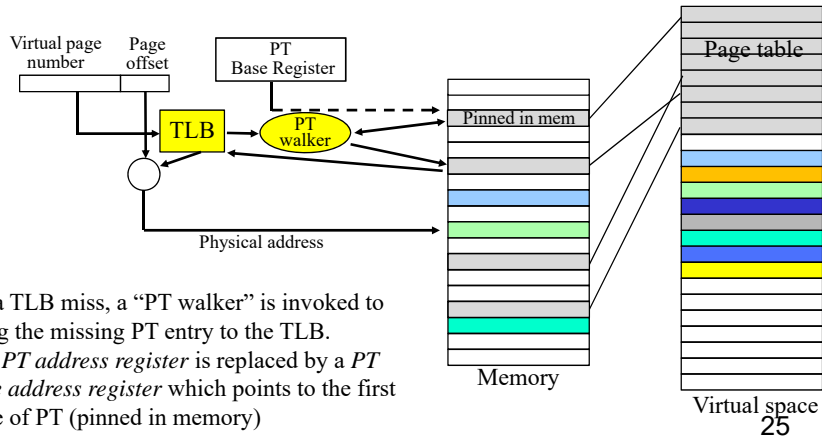 Virtual page number
Page offset
PT
Base Register
Page table
TLB
PT walker
Pinned in mem
Physical address
a TLB miss, a “PT walker” is invoked to
the missing PT entry to the TLB.
PT address register is replaced by a PT
address register which points to the first
of PT (pinned in memory)
Memory
Virtual space
25